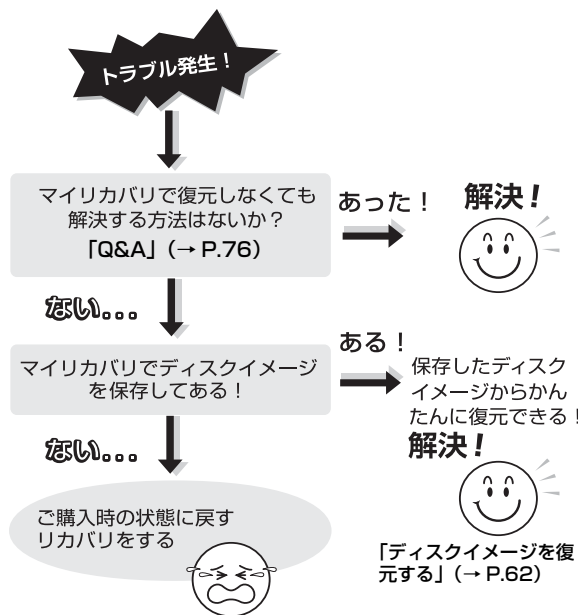 トラブル発生！
マイリカバリで復元しなくても
解決する方法はないか？
「Q&A」（→ P.76）
あった！
解決！
ない...
マイリカバリでディスクイメージ
を保存してある！
ある！
保存したディスク
イメージからかん
たんに復元できる！
解決！
「ディスクイメージを復
元する」（→ P.62）
ない...
ご購入時の状態に戻す
リカバリをする